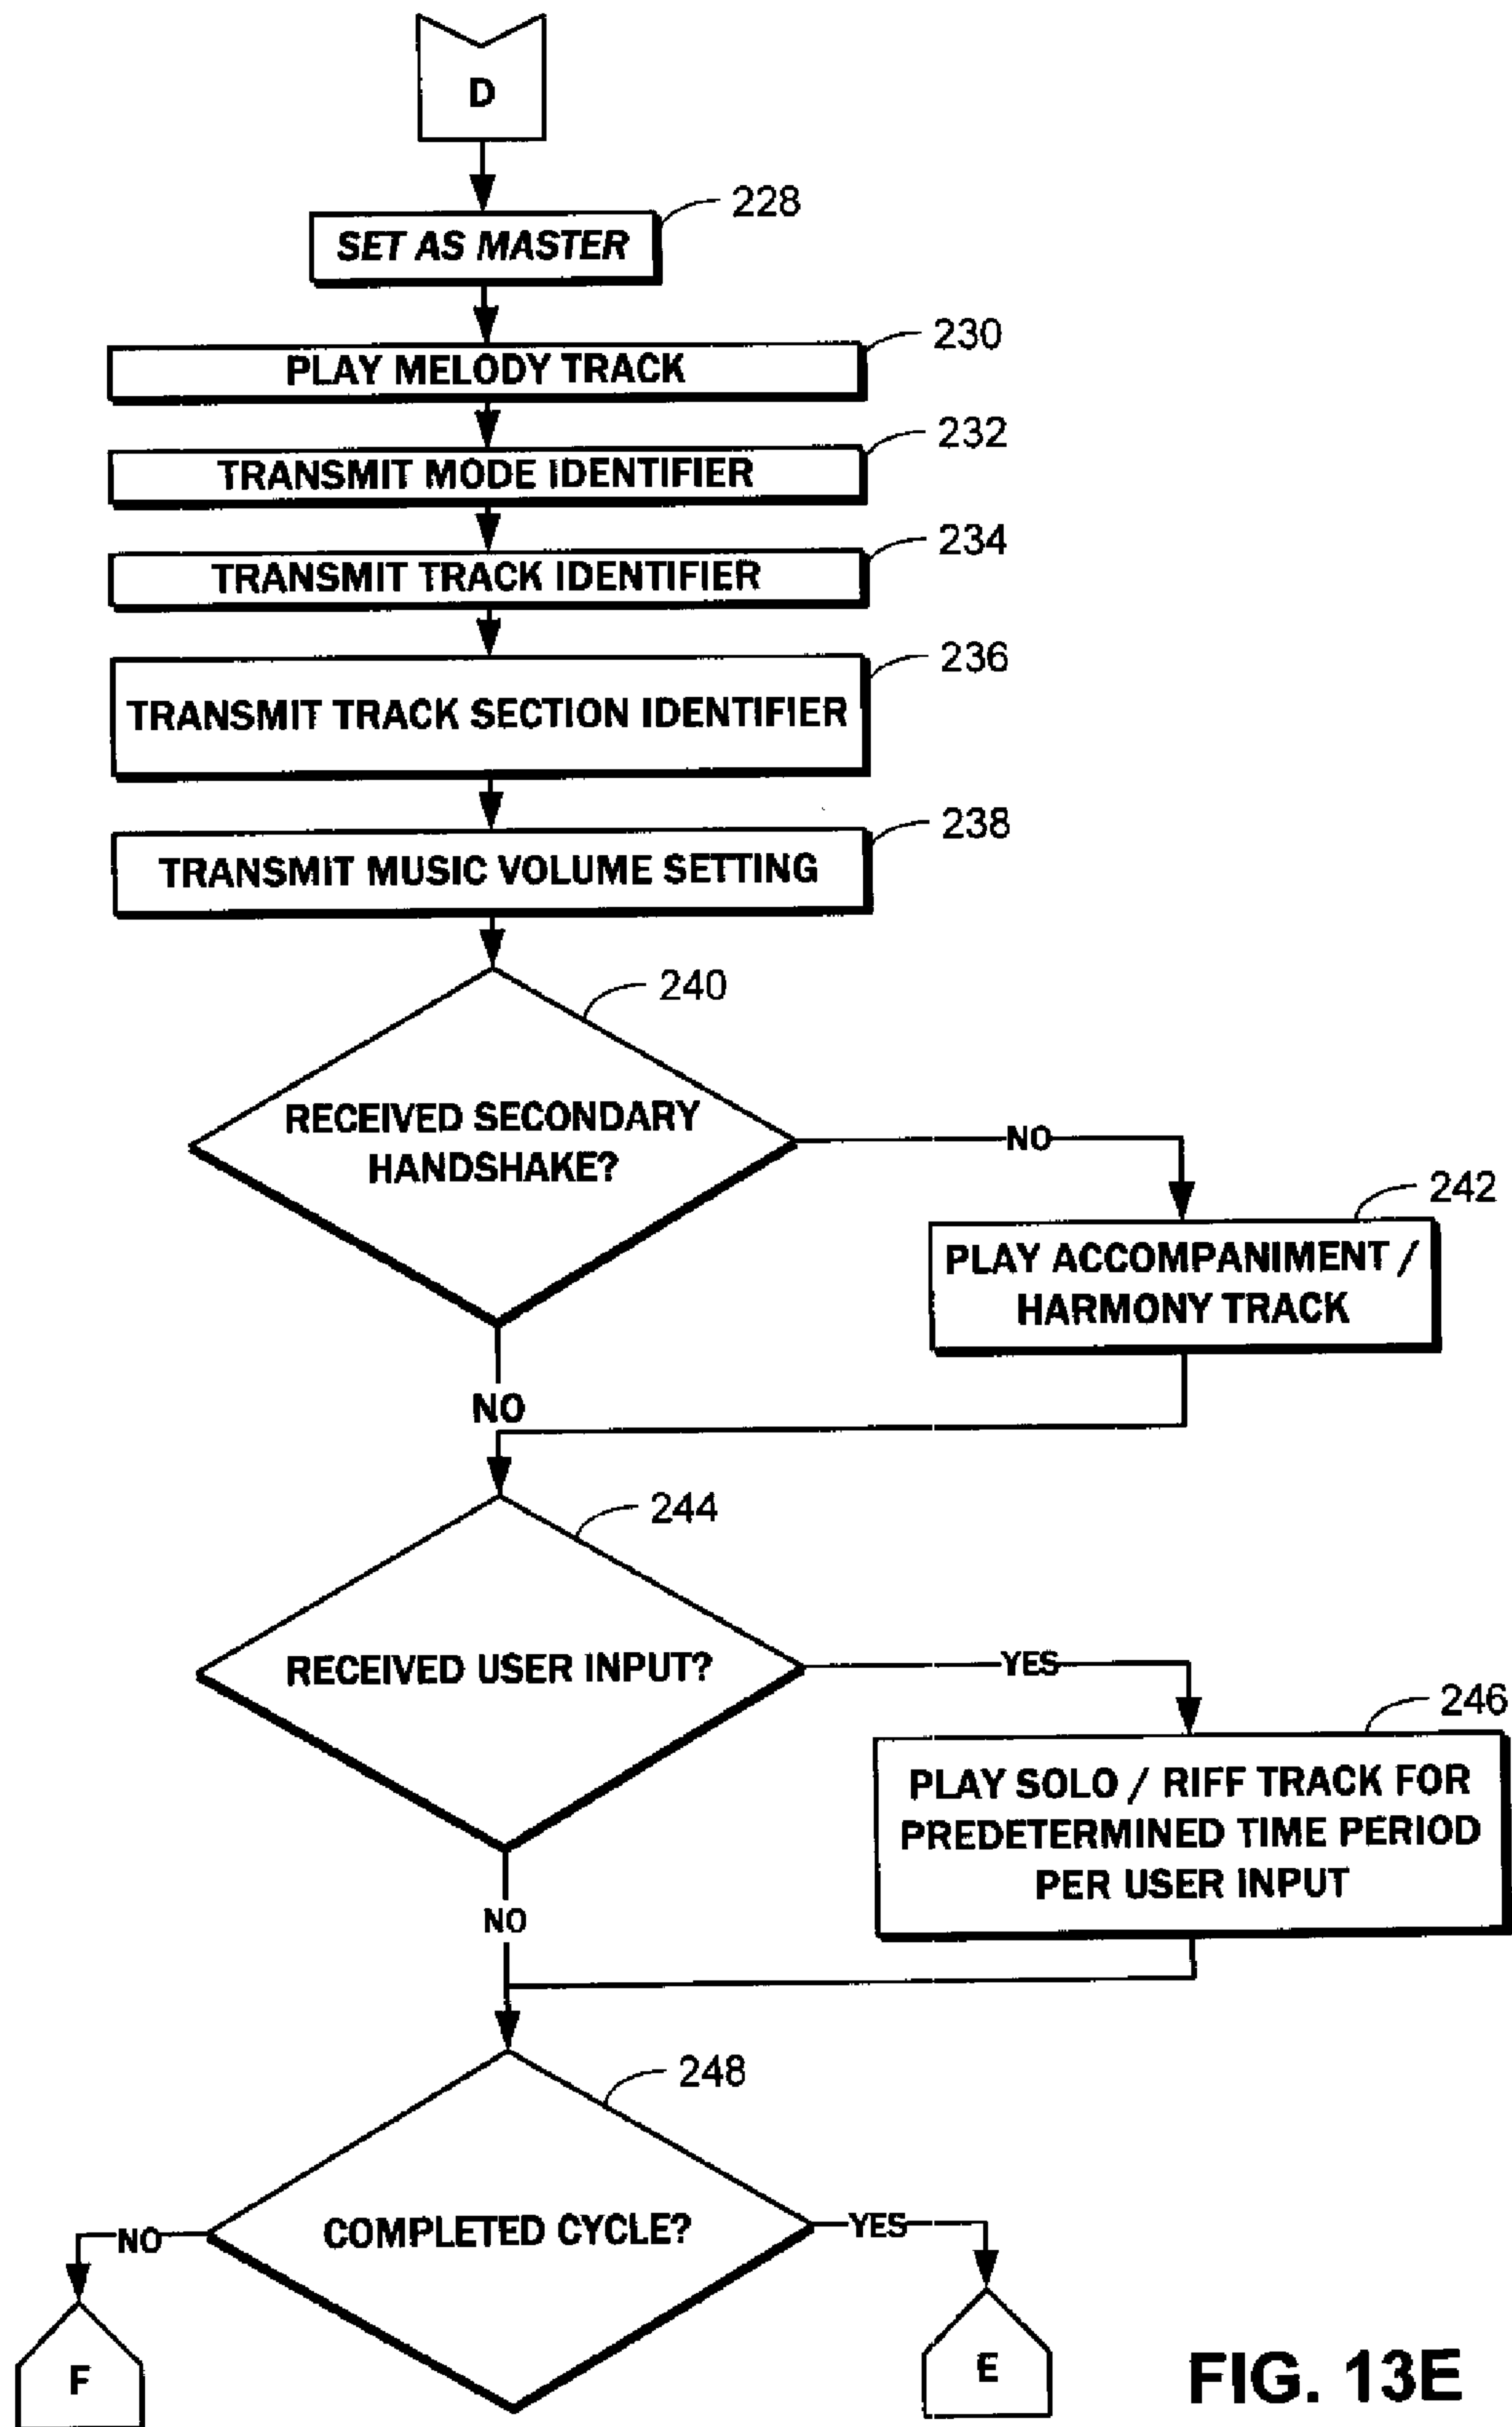 D
228
SET AS MASTER
230
PLAY MELODY TRACK
232
TRANSMIT MODE IDENTIFIER
234
TRANSMIT TRACK IDENTIFIER
236
TRANSMIT TRACK SECTION IDENTIFIER
238
TRANSMIT MUSIC VOLUME SETTING
240
RECEIVED SECONDARY
HANDSHAKE?
NO
242
PLAY ACCOMPANIMENT /
HARMONY TRACK
NO
244
RECEIVED USER INPUT?
YES
246
PLAY SOLO / RIFF TRACK FOR
PREDETERMINED TIME PERIOD
PER USER INPUT
NO
248
COMPLETED CYCLE?
NO
YES
F
E
FIG. 13E